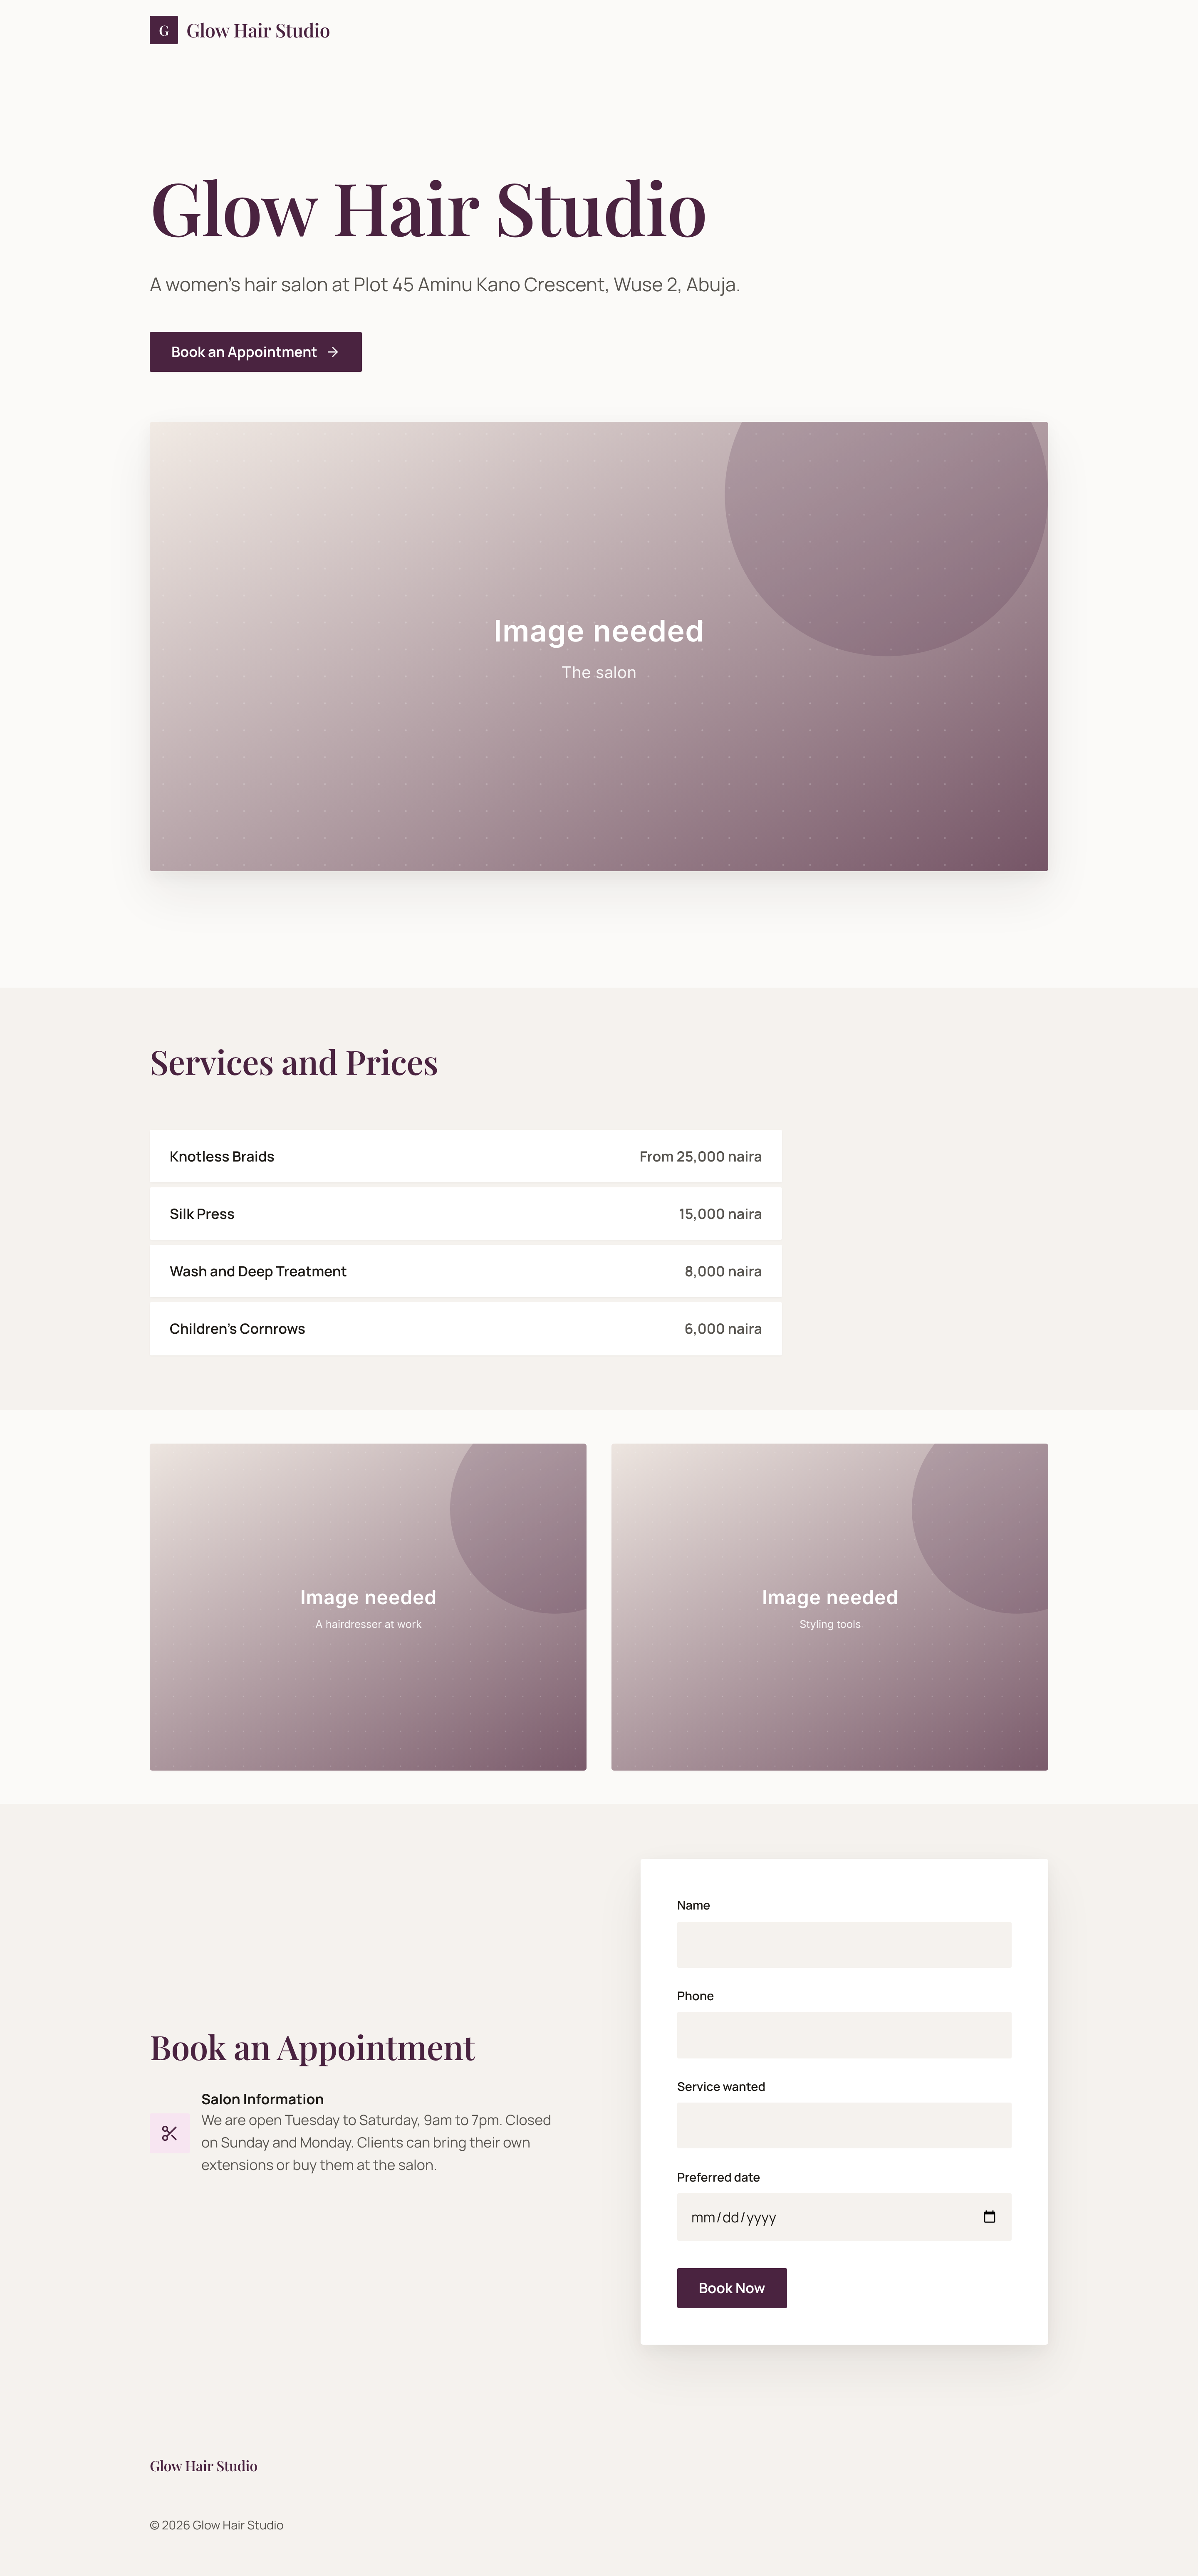 G Glow Hair Studio
Glow Hair Studio
A women's hair salon at Plot 45 Aminu Kano Crescent, Wuse 2, Abuja.
Book an Appointment
Image needed
The salon
Services and Prices
Knotless Braids From 25,000 naira
Silk Press 15,000 naira
Wash and Deep Treatment 8,000 naira
Children's Cornrows 6,000 naira
Image needed
A hairdresser at work
Image needed
Styling tools
Book an Appointment
Salon Information
We are open Tuesday to Saturday, 9am to 7pm. Closed
on Sunday and Monday. Clients can bring their own
extensions or buy them at the salon.
Name
Phone
Service wanted
Preferred date
mm/dd/yyyy
Book Now
Glow Hair Studio
© 2026 Glow Hair Studio